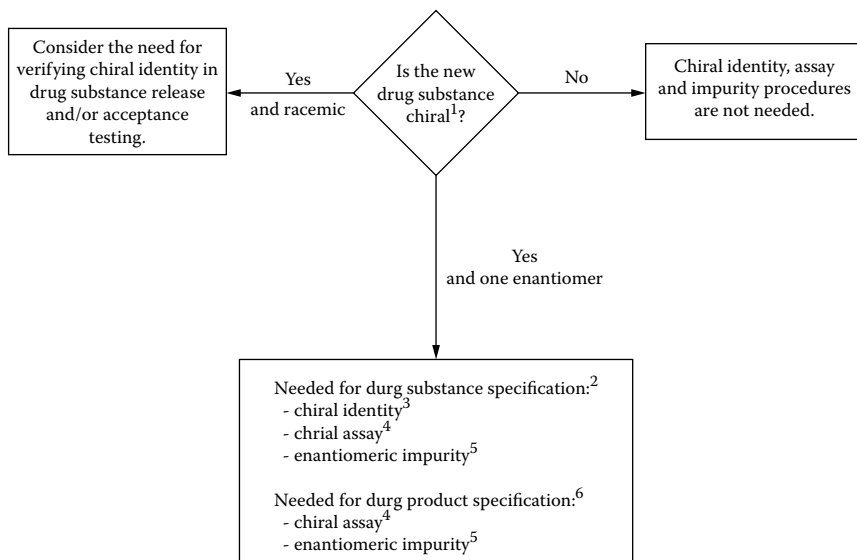 Consider the need for
verifying chiral identity in
drug substance release
and/or acceptance
testing.
Yes
and racemic
Is the new
drug substance
chiral1?
No
Chiral identity, assay
and impurity procedures
are not needed.
Yes
and one enantiomer
Needed for durg substance specification:2
- chiral identity3
- chrial assay4
- enantiomeric impurity5
Needed for durg product specification:6
- chiral assay4
- enantiomeric impurity5